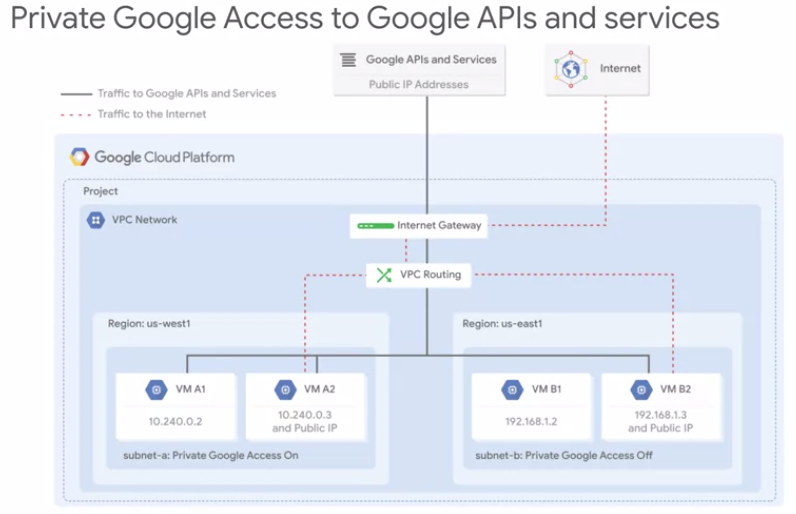 Private Google Access to Google APIs and services
Google APIs and Services
Public IP Addresses
Internet
Traffic to Google APIs and Services
Traffic to the Internet
Google Cloud Platform
Project
VPC Network
Internet Gateway
VPC Routing
Region: us-west1
Region: us-east1
VM A1
10.240.0.2
VM A2
10.240.0.3
and Public IP
VM B1
192.168.1.2
VM B2
192.168.1.3
and Public IP
subnet-a: Private Google Access On
subnet-b: Private Google Access Off